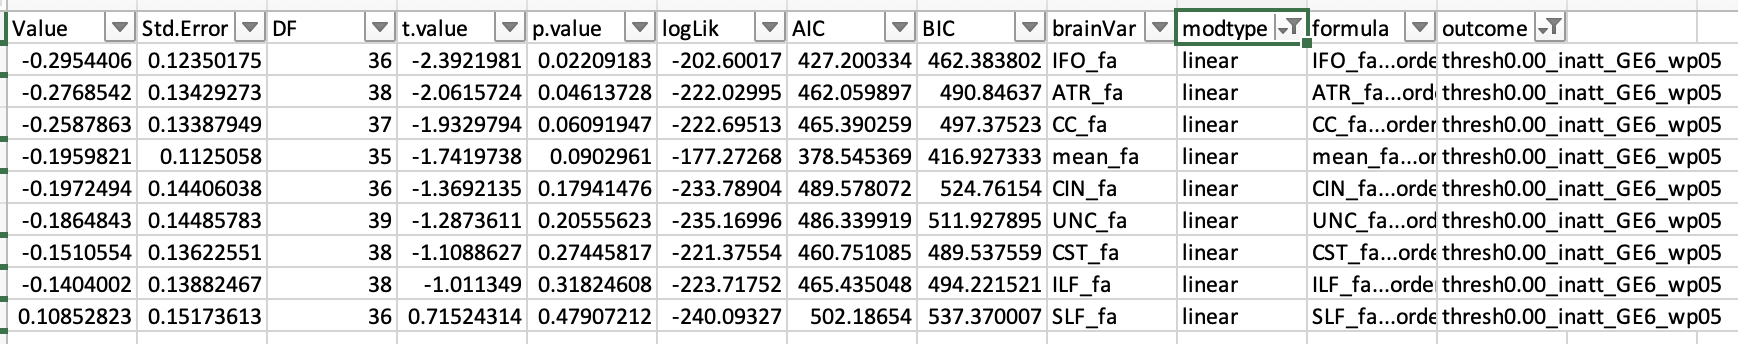 Value Std.Error DF t.value p.value logLik AIC BIC brainVar modtype formula outcome
-0.2954406 0.12350175 36 -2.3921981 0.02209183 -202.60017 427.200334 462.383802 IFO_fa linear IFO_fa...orde thresh0.00_inatt_GE6_wp05
-0.2768542 0.13429273 38 -2.0615724 0.04613728 -222.02995 462.059897 490.84637 ATR_fa linear ATR_fa...ord thresh0.00_inatt_GE6_wp05
-0.2587863 0.13387949 37 -1.9329794 0.06091947 -222.69513 465.390259 497.37523 CC_fa linear CC_fa...order thresh0.00_inatt_GE6_wp05
-0.1959821 0.1125058 35 -1.7419738 0.0902961 -177.27268 378.545369 416.927333 mean_fa linear mean_fa...or thresh0.00_inatt_GE6_wp05
-0.1972494 0.14406038 36 -1.3692135 0.17941476 -233.78904 489.578072 524.76154 CIN_fa linear CIN_fa...orde thresh0.00_inatt_GE6_wp05
-0.1864843 0.14485783 39 -1.2873611 0.20555623 -235.16996 486.339919 511.927895 UNC_fa linear UNC_fa...ord thresh0.00_inatt_GE6_wp05
-0.1510554 0.13622551 38 -1.1088627 0.27445817 -221.37554 460.751085 489.537559 CST_fa linear CST_fa...orde thresh0.00_inatt_GE6_wp05
-0.1404002 0.13882467 38 -1.011349 0.31824608 -223.71752 465.435048 494.221521 ILF_fa linear ILF_fa...orde thresh0.00_inatt_GE6_wp05
0.10852823 0.15173613 36 0.71524314 0.47907212 -240.09327 502.18654 537.370007 SLF_fa linear SLF_fa...orde thresh0.00_inatt_GE6_wp05